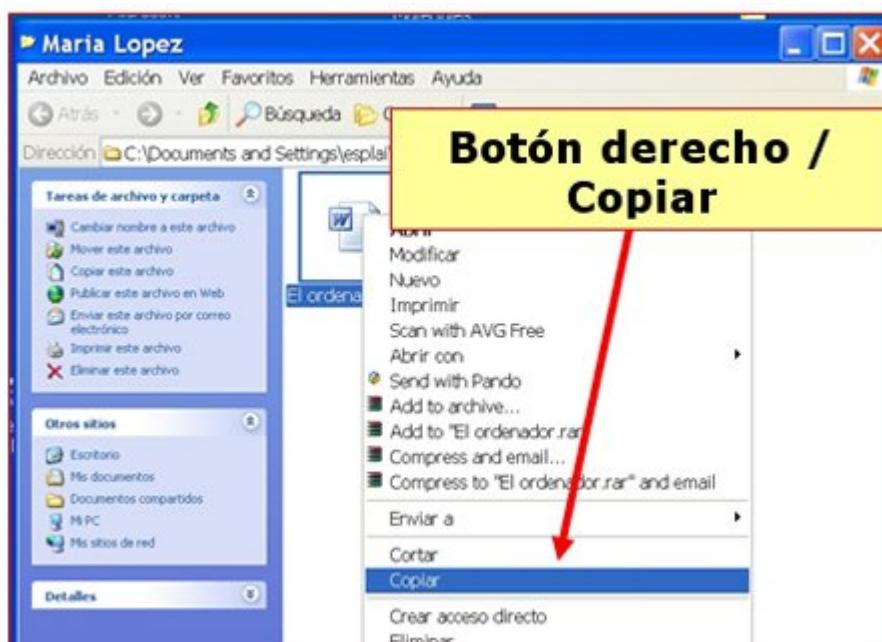 Maria Lopez
Archivo Edición Ver Favoritos Herramientas Ayuda
Atrás Búsqueda
Dirección C:\Documents and Settings\esplai
Botón derecho /
Copiar
Tareas de archivo y carpeta
Cambiar nombre a este archivo
Mover este archivo
Copiar este archivo
Publicar este archivo en Web
Enviar este archivo por correo
electrónico
Imprimir este archivo
Eliminar este archivo
Otros sitios
Escritorio
Mis documentos
Documentos compartidos
Mi PC
Mis sitios de red
Detalles
El ordena
Abrir
Modificar
Nuevo
Imprimir
Scan with AVG Free
Abrir con
Send with Pando
Add to archive...
Add to "El ordenador.rar
Compress and email...
Compress to "El ordenador.rar" and email
Enviar a
Cortar
Copiar
Crear acceso directo
Eliminar